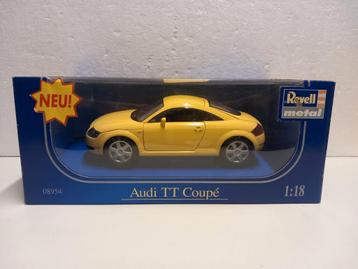 NEU!
Revell
metal
08954
Audi TT Coupé
1:18